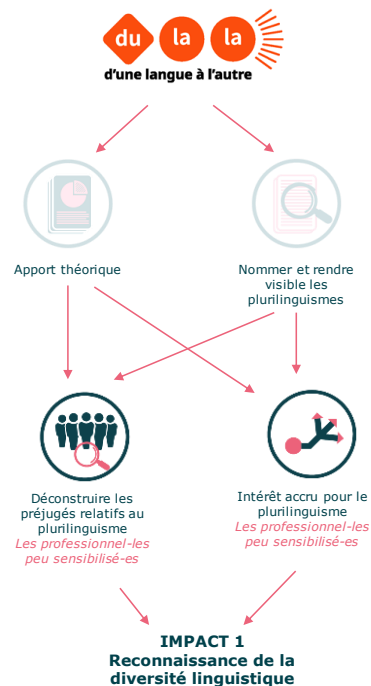 du la la
d'une langue à l'autre
Apport théorique
Nommer et rendre
visible les
plurilinguismes
Déconstruire les
préjugés relatifs au
plurilinguisme
Les professionnel-les
peu sensibilisé-es
Intérêt accru pour le
plurilinguisme
Les professionnel-les
peu sensibilisé-es
IMPACT 1
Reconnaissance de la
diversité linguistique